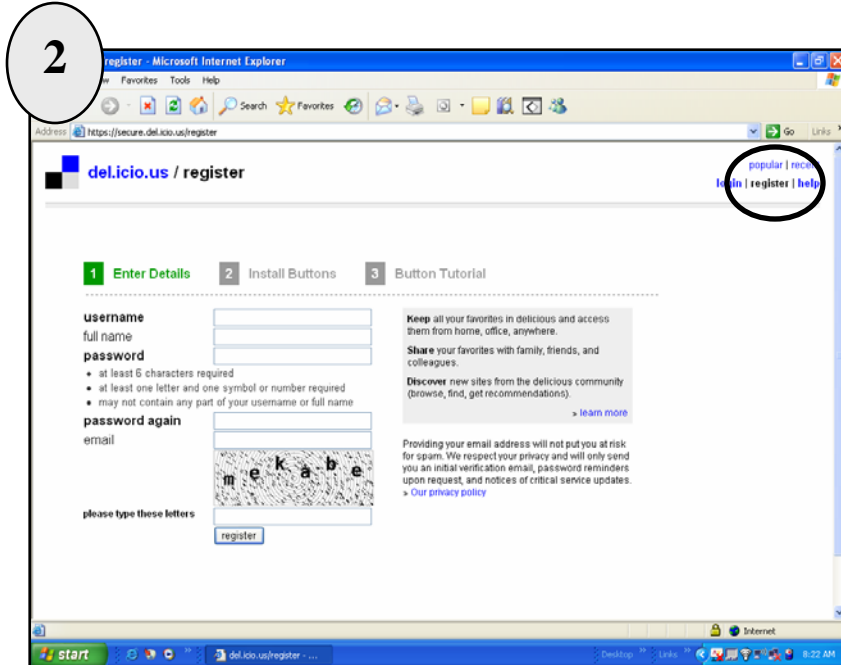 2
register - Microsoft Internet Explorer
Favorites Tools Help
Search Favorites
Address https://secure.del.icio.us/register Go Links »
del.icio.us / register
popular |
login | register | help
1 Enter Details 2 Install Buttons 3 Button Tutorial
username
full name
password
• at least 6 characters required
• at least one letter and one symbol or number required
• may not contain any part of your username or full name
password again
email
mekabe
please type these letters
register
Keep all your favorites in delicious and access
them from home, office, anywhere.
Share your favorites with family, friends, and
colleagues.
Discover new sites from the delicious community
(browse, find, get recommendations).
» learn more
Providing your email address will not put you at risk
for spam. We respect your privacy and will only send
you an initial verification email, password reminders
upon request, and notices of critical service updates.
» Our privacy policy
Internet
start del.icio.us/register - ... Desktop » Links » 8:22 AM